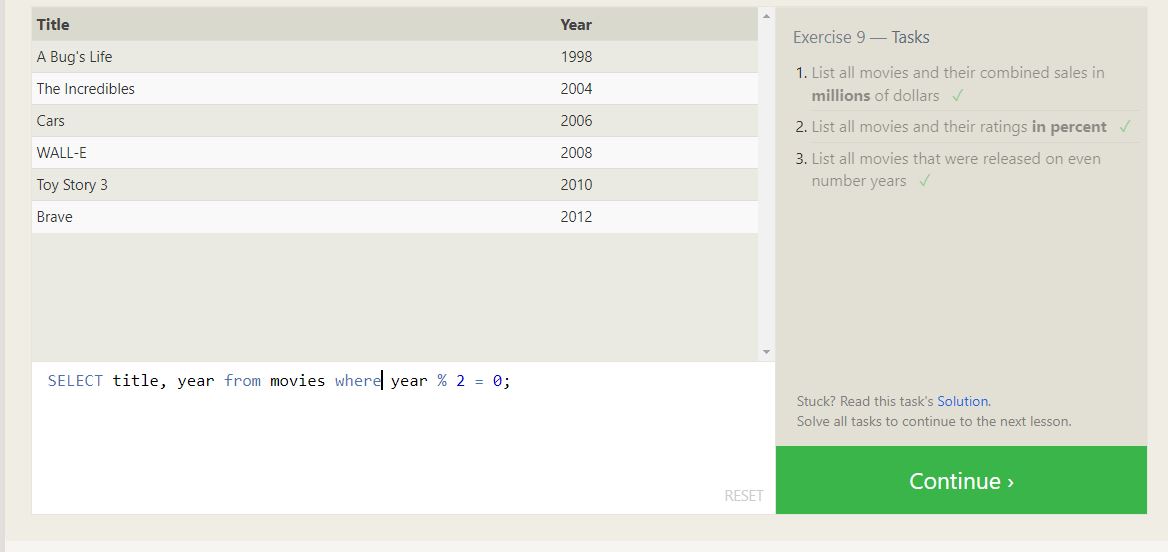 Title Year
A Bug's Life 1998
The Incredibles 2004
Cars 2006
WALL-E 2008
Toy Story 3 2010
Brave 2012
SELECT title, year from movies where year % 2 = 0;
RESET
Exercise 9 — Tasks
1. List all movies and their combined sales in
millions of dollars ✓
2. List all movies and their ratings in percent ✓
3. List all movies that were released on even
number years ✓
Stuck? Read this task's Solution.
Solve all tasks to continue to the next lesson.
Continue ›